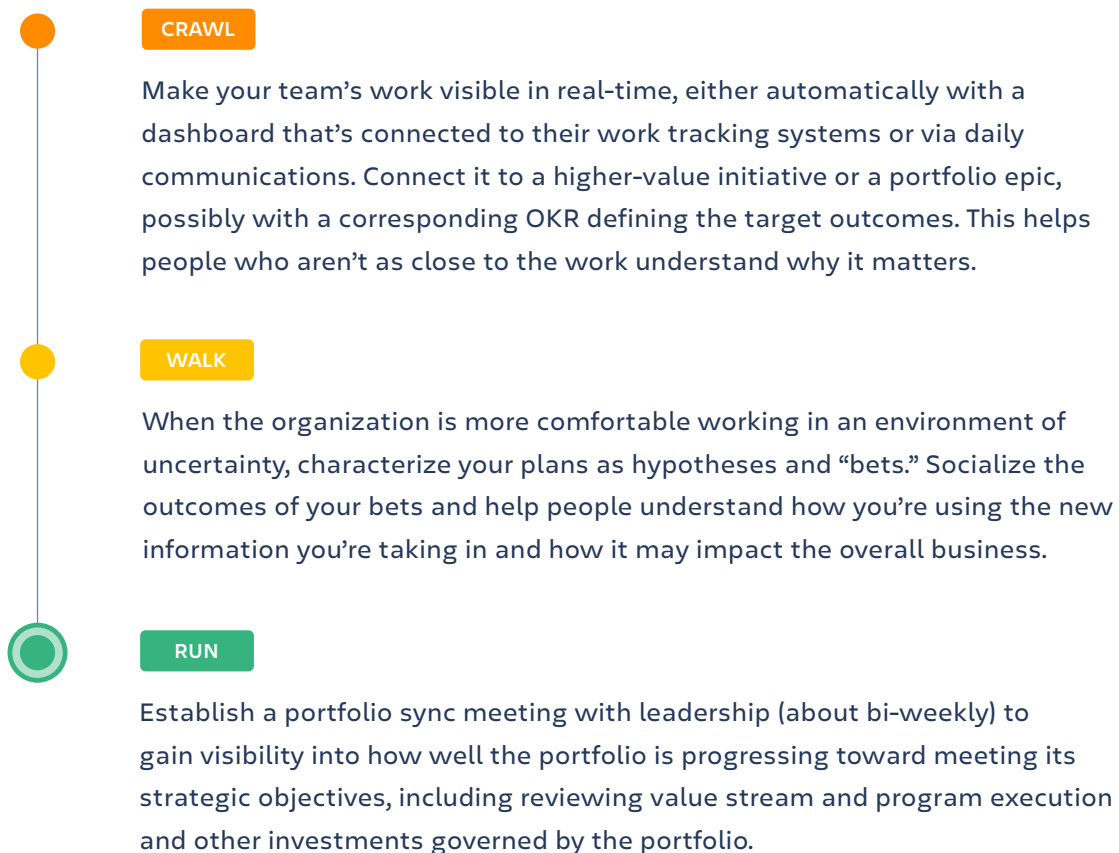 CRAWL
Make your team’s work visible in real-time, either automatically with a
dashboard that’s connected to their work tracking systems or via daily
communications. Connect it to a higher-value initiative or a portfolio epic,
possibly with a corresponding OKR defining the target outcomes. This helps
people who aren’t as close to the work understand why it matters.
WALK
When the organization is more comfortable working in an environment of
uncertainty, characterize your plans as hypotheses and “bets.” Socialize the
outcomes of your bets and help people understand how you’re using the new
information you’re taking in and how it may impact the overall business.
RUN
Establish a portfolio sync meeting with leadership (about bi-weekly) to
gain visibility into how well the portfolio is progressing toward meeting its
strategic objectives, including reviewing value stream and program execution
and other investments governed by the portfolio.